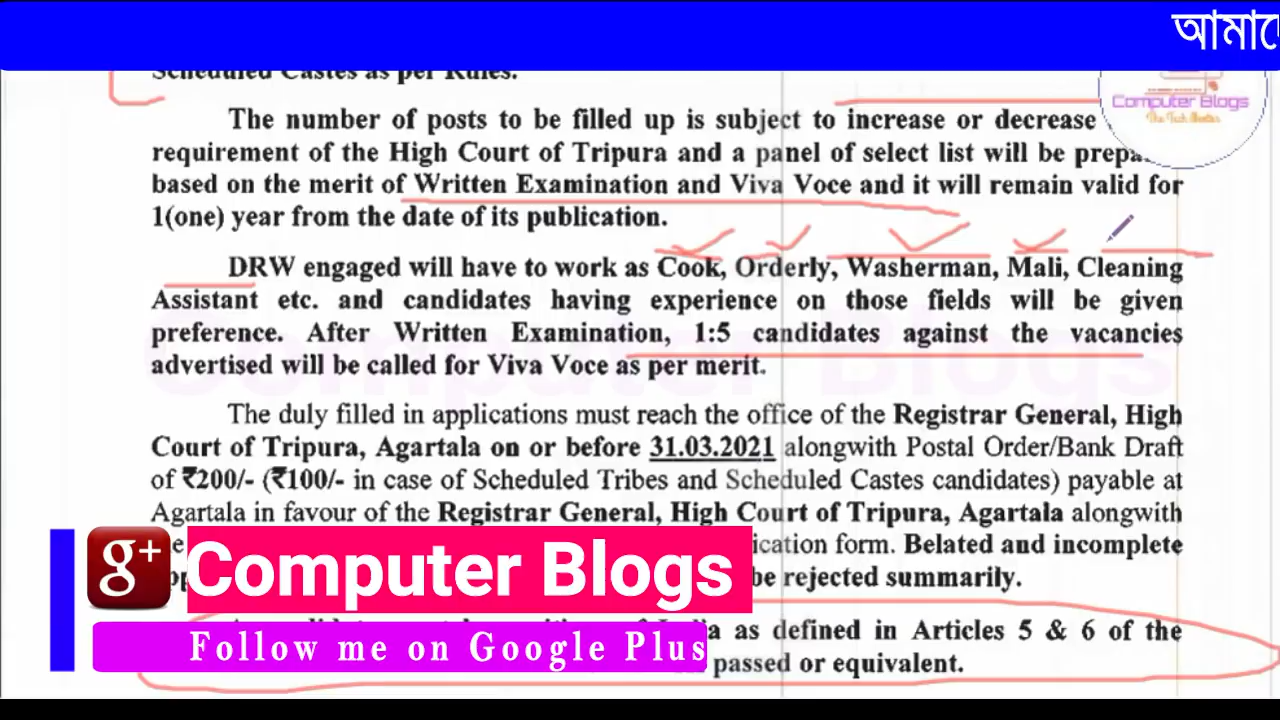 Scheduled Castes as per Rules.
The number of posts to be filled up is subject to increase or decrease
requirement of the High Court of Tripura and a panel of select list will be
based on the merit of Written Examination and Viva Voce and it will remain valid for
1(one) year from the date of its publication.
DRW engaged will have to work as Cook, Orderly, Washerman, Mali, Cleaning
Assistant etc. and candidates having experience on those fields will be given
preference. After Written Examination, 1:5 candidates against the vacancies
advertised will be called for Viva Voce as per merit.
The duly filled in applications must reach the office of the Registrar General, High
Court of Tripura, Agartala on or before 31.03.2021 alongwith Postal Order/Bank Draft
of ₹200/- (₹100/- in case of Scheduled Tribes and Scheduled Castes candidates) payable at
Agartala in favour of the Registrar General, High Court of Tripura, Agartala alongwith
form. Belated and incomplete
be rejected summarily.
as defined in Articles 5 & 6 of the
passed or equivalent.
Computer Blogs
The Tech Mentor
g+
Computer Blogs
Follow me on Google Plus
Computer Blogs